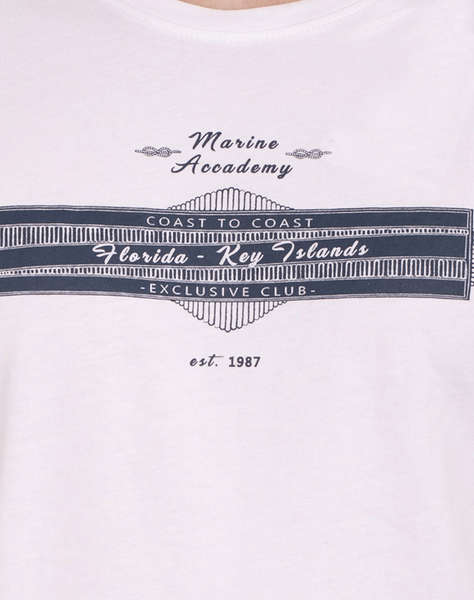 Marine
Accademy
COAST TO COAST
Florida - Key Islands
-EXCLUSIVE CLUB-
est. 1987